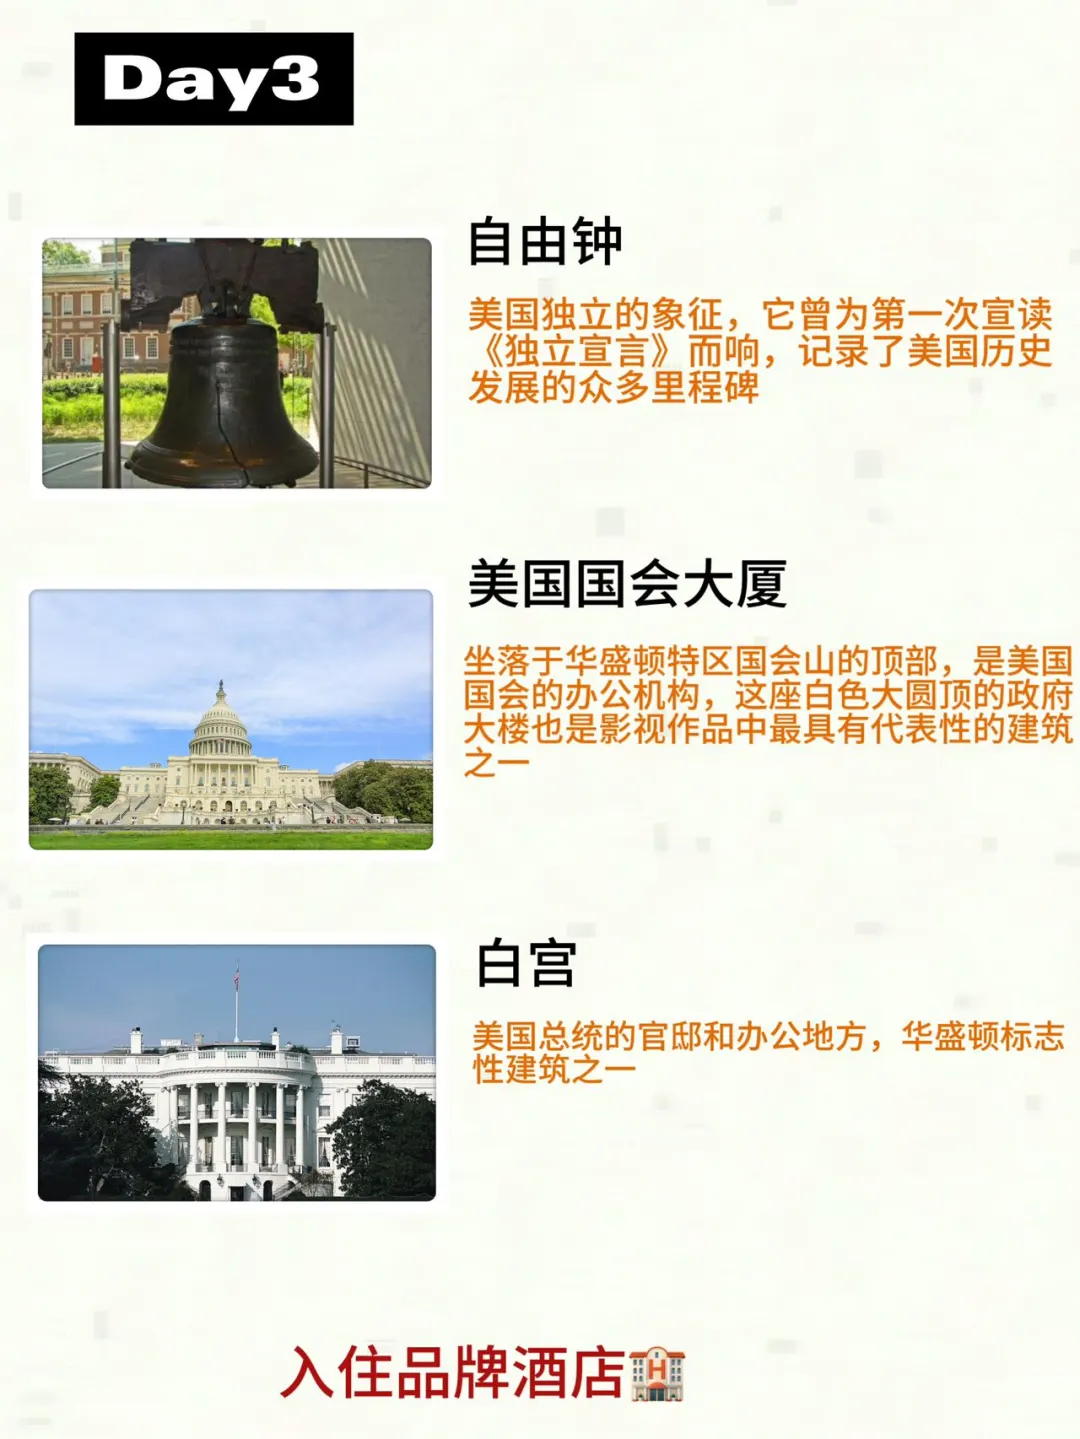 Day3
自由钟
美国独立的象征，它曾为第一次宣读
《独立宣言》而响，记录了美国历史
发展的众多里程碑
美国国会大厦
坐落于华盛顿特区国会山的顶部，是美国
国会的办公机构，这座白色大圆顶的政府
大楼也是影视作品中最具有代表性的建筑
之一
白宫
美国总统的官邸和办公地方，华盛顿标志
性建筑之一
入住品牌酒店🏨